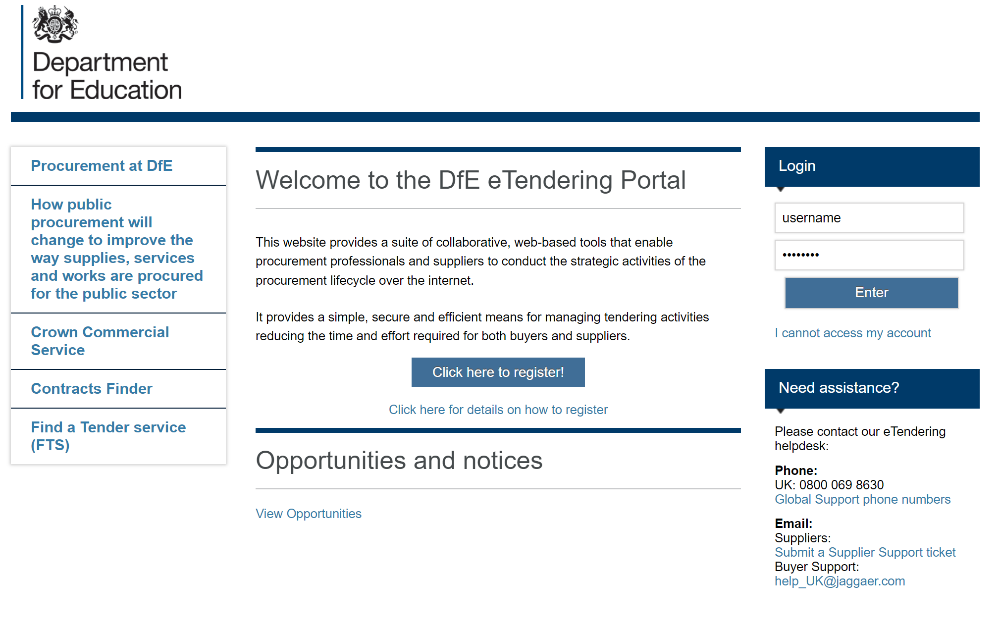 Department
for Education
Procurement at DfE
How public
procurement will
change to improve the
way supplies, services
and works are procured
for the public sector
Crown Commercial
Service
Contracts Finder
Find a Tender service
(FTS)
Welcome to the DfE eTendering Portal
This website provides a suite of collaborative, web-based tools that enable
procurement professionals and suppliers to conduct the strategic activities of the
procurement lifecycle over the internet.
It provides a simple, secure and efficient means for managing tendering activities
reducing the time and effort required for both buyers and suppliers.
Click here to register!
Click here for details on how to register
Opportunities and notices
View Opportunities
Login
username
••••••••
Enter
I cannot access my account
Need assistance?
Please contact our eTendering
helpdesk:
Phone:
UK: 0800 069 8630
Global Support phone numbers
Email:
Suppliers:
Submit a Supplier Support ticket
Buyer Support:
help_UK@jaggaer.com